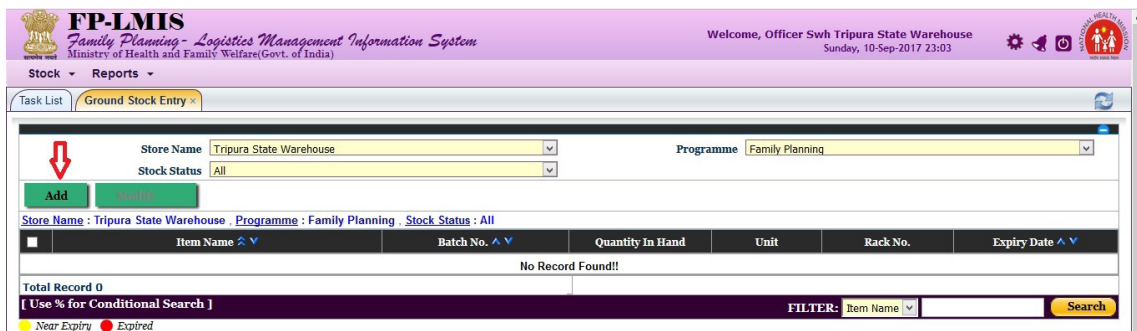 FP-LMIS
Family Planning - Logistics Management Information System
Ministry of Health and Family Welfare(Govt. of India)
Welcome, Officer Swh Tripura State Warehouse
Sunday, 10-Sep-2017 23:03
NATIONAL HEALTH MISSION
Stock Reports
Task List Ground Stock Entry ×
Store Name Tripura State Warehouse Programme Family Planning
Stock Status All
Add Modify
Store Name : Tripura State Warehouse , Programme : Family Planning , Stock Status : All
Item Name Batch No. Quantity In Hand Unit Rack No. Expiry Date
No Record Found!!
Total Record 0
[ Use % for Conditional Search ] FILTER: Item Name Search
Near Expiry Expired